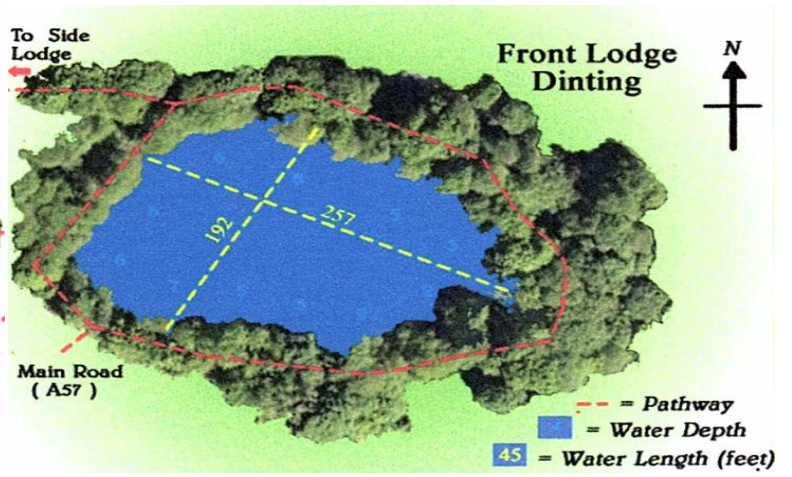 To Side
Lodge
Front Lodge
Dinting
N
257
192
Main Road
( A57 )
= Pathway
= Water Depth
45 = Water Length (feet)